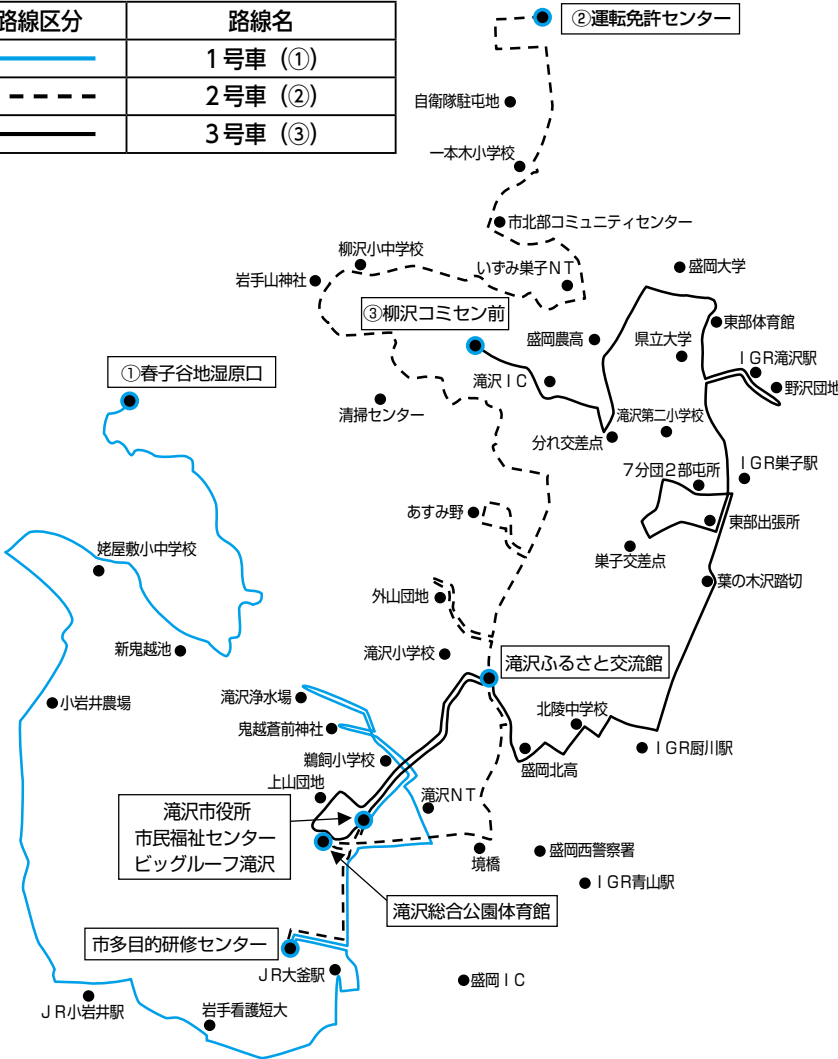 路線区分
路線名
1号車（①）
2号車（②）
3号車（③）
②運転免許センター
自衛隊駐屯地
一本木小学校
市北部コミュニティセンター
柳沢小中学校
いずみ巣子NT
盛岡大学
岩手山神社
③柳沢コミセン前
東部体育館
盛岡農高
県立大学
IGR滝沢駅
①春子谷地湿原口
滝沢IC
野沢団地
清掃センター
滝沢第二小学校
分れ交差点
7分団2部屯所
IGR巣子駅
あすみ野
東部出張所
姥屋敷小中学校
巣子交差点
葉の木沢踏切
外山団地
新鬼越池
滝沢小学校
滝沢ふるさと交流館
滝沢浄水場
小岩井農場
北陵中学校
鬼越蒼前神社
IGR厨川駅
鵜飼小学校
盛岡北高
上山団地
滝沢NT
滝沢市役所
市民福祉センター
ビッグルーフ滝沢
境橋
盛岡西警察署
IGR青山駅
滝沢総合公園体育館
市多目的研修センター
JR大釜駅
盛岡IC
JR小岩井駅
岩手看護短大